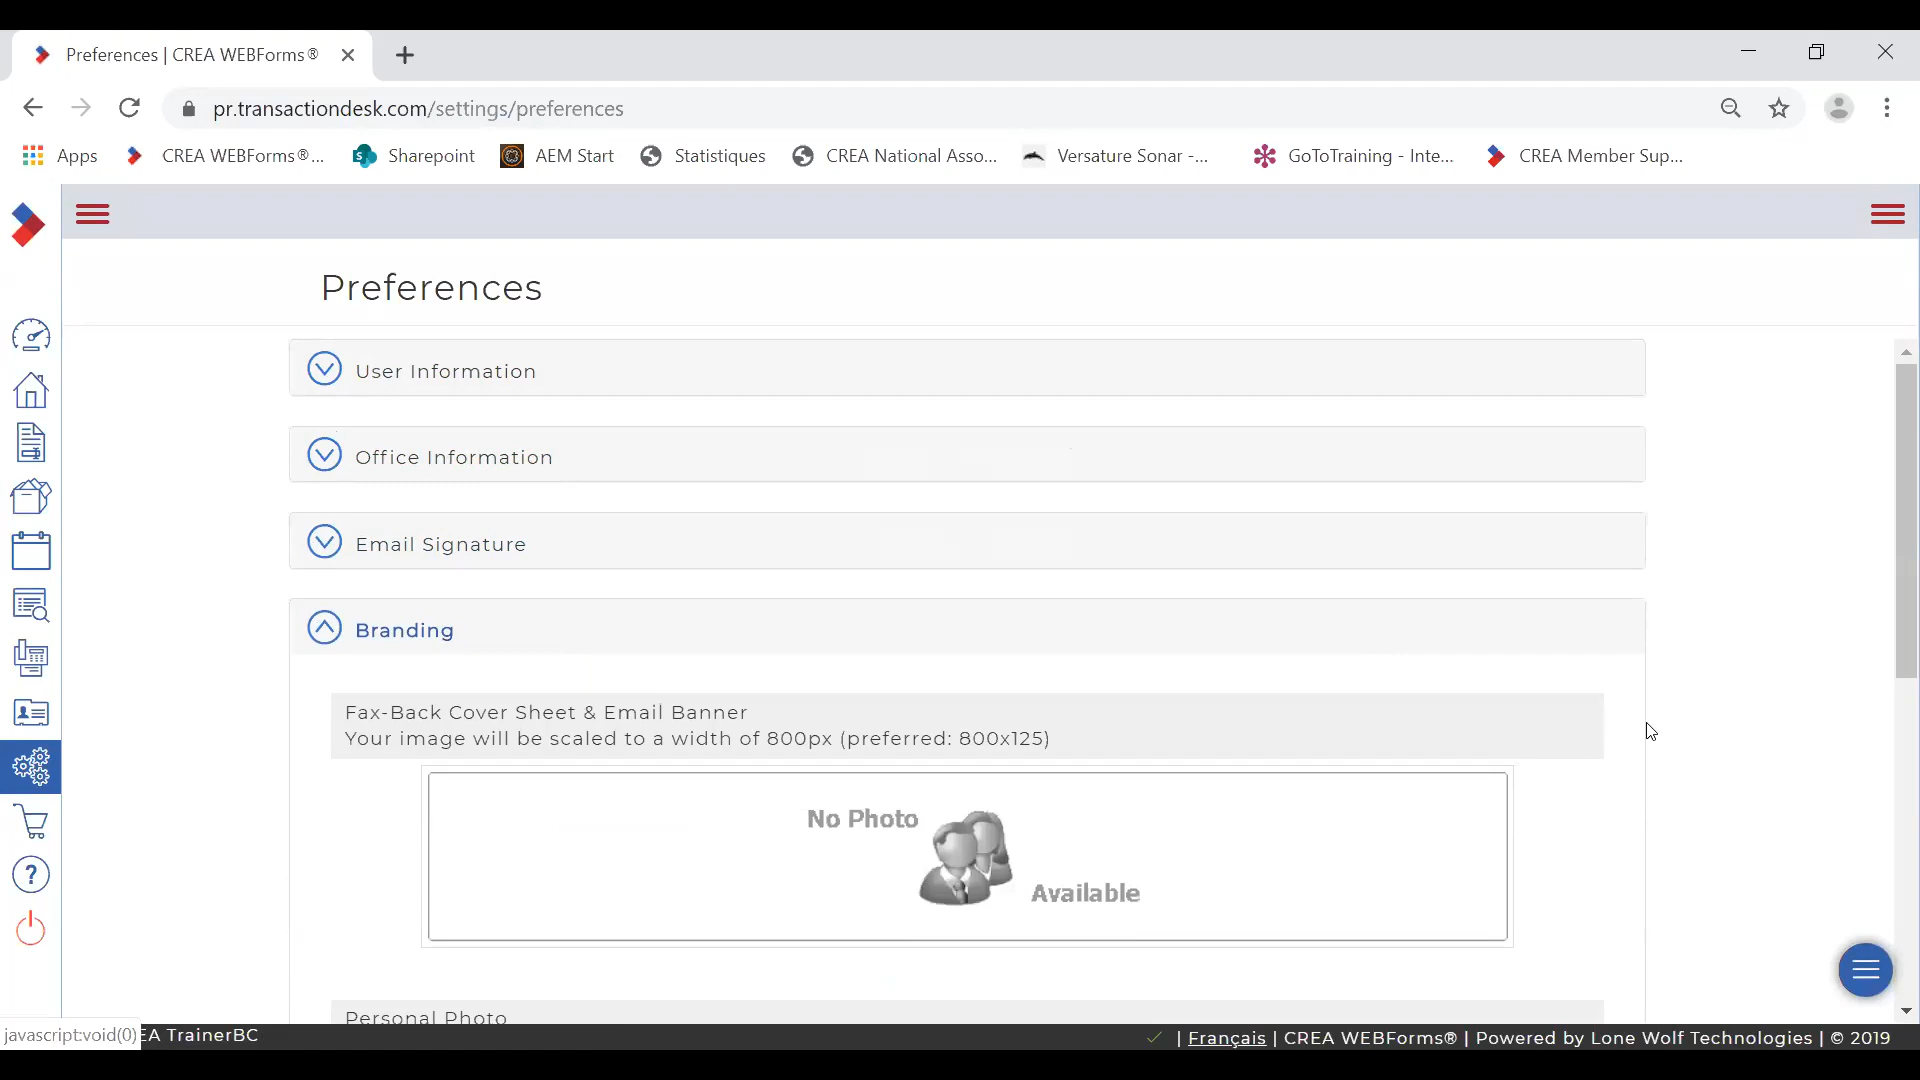 Preferences | CREA WEBForms®
pr.transactiondesk.com/settings/preferences
Apps CREA WEBForms®... Sharepoint AEM Start Statistiques CREA National Asso... Versature Sonar -... GoToTraining - Inte... CREA Member Sup...
Preferences
User Information
Office Information
Email Signature
Branding
Fax-Back Cover Sheet & Email Banner
Your image will be scaled to a width of 800px (preferred: 800x125)
No Photo
Available
Personal Photo
javascript:void(0) EA TrainerBC | Français | CREA WEBForms® | Powered by Lone Wolf Technologies | © 2019